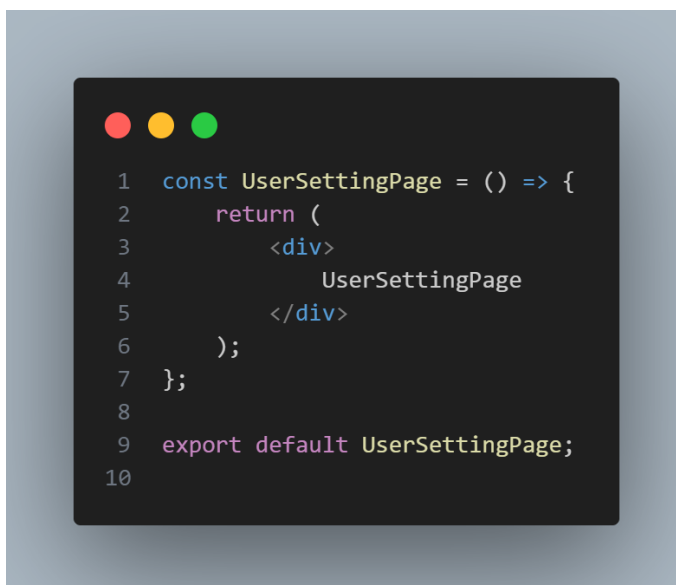 1 const UserSettingPage = () => {
2     return (
3         <div>
4             UserSettingPage
5         </div>
6     );
7 };
8
9 export default UserSettingPage;
10